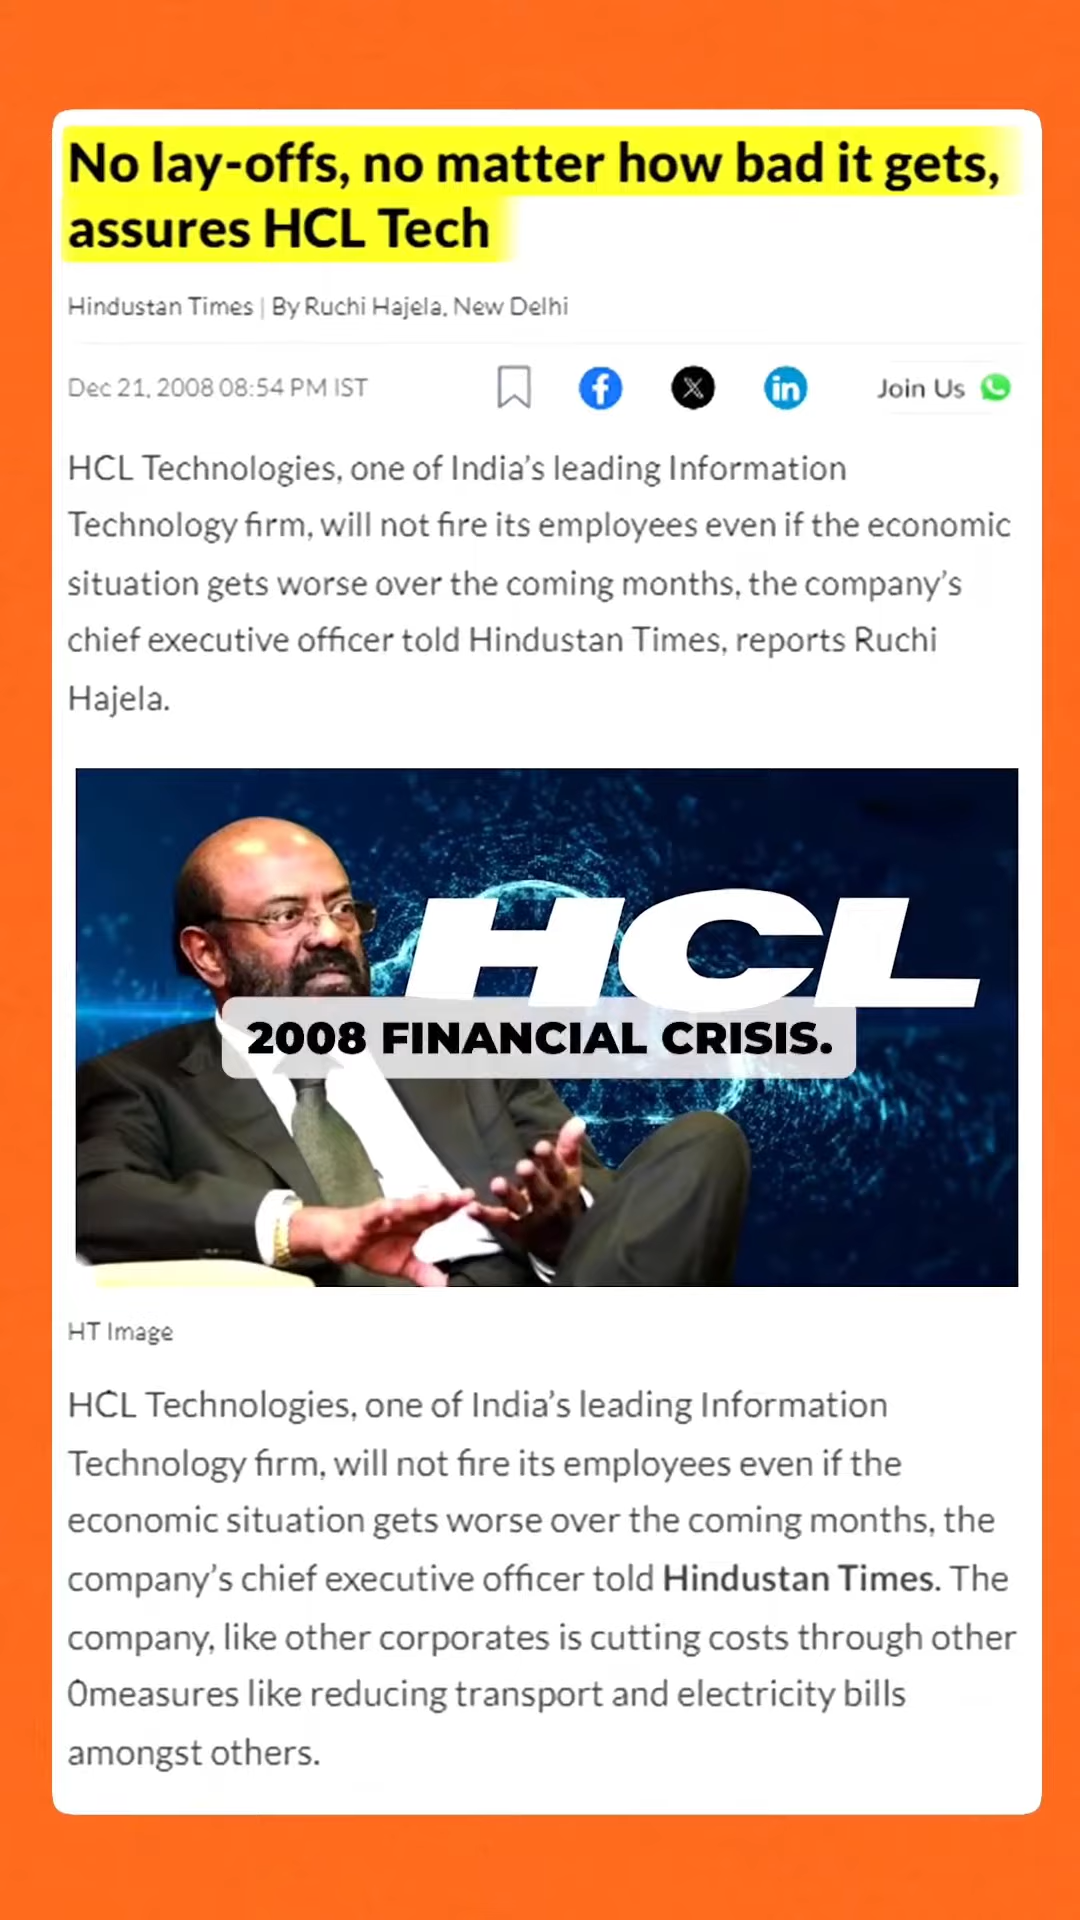 No lay-offs, no matter how bad it gets,
assures HCL Tech
Hindustan Times | By Ruchi Hajela, New Delhi
Dec 21, 2008 08:54 PM IST
Join Us
HCL Technologies, one of India's leading Information
Technology firm, will not fire its employees even if the economic
situation gets worse over the coming months, the company's
chief executive officer told Hindustan Times, reports Ruchi
Hajela.
HCL
2008 FINANCIAL CRISIS.
HT Image
HCL Technologies, one of India's leading Information
Technology firm, will not fire its employees even if the
economic situation gets worse over the coming months, the
company's chief executive officer told Hindustan Times. The
company, like other corporates is cutting costs through other
0measures like reducing transport and electricity bills
amongst others.